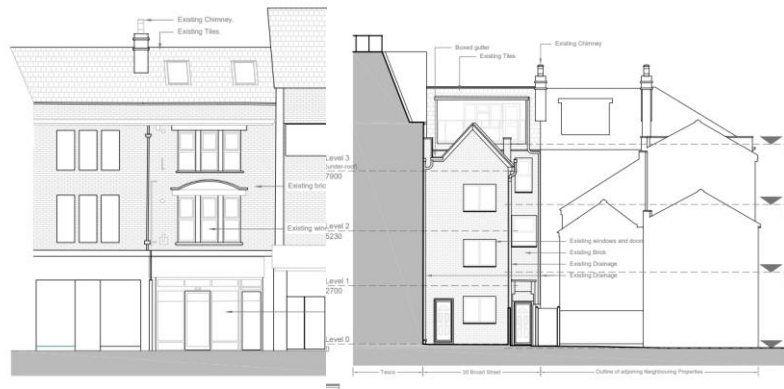 Existing Chimney.
Existing Tiles.
Existing bric
Existing win
Boxed gutter
Existing Chimney
Existing Tiles
Level 3
(under-roof)
7900
Level 2
5230
Level 1
2700
Level 0
0
Existing windows and door
Existing Brick
Existing Drainage
Existing Drainage
Tesco
30 Broad Street
Outline of adjoining Neighbouring Properties